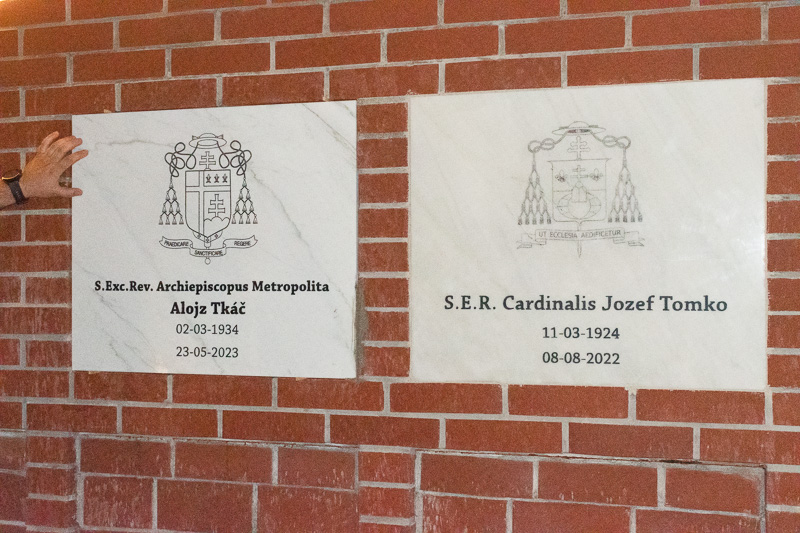 PRAEDICARE
SANCTIFICARE
REGERE
S.Exc.Rev. Archiepiscopus Metropolita
Alojz Tkáč
02-03-1934
23-05-2023
UT ECCLESIA AEDIFICETUR
S.E.R. Cardinalis Jozef Tomko
11-03-1924
08-08-2022